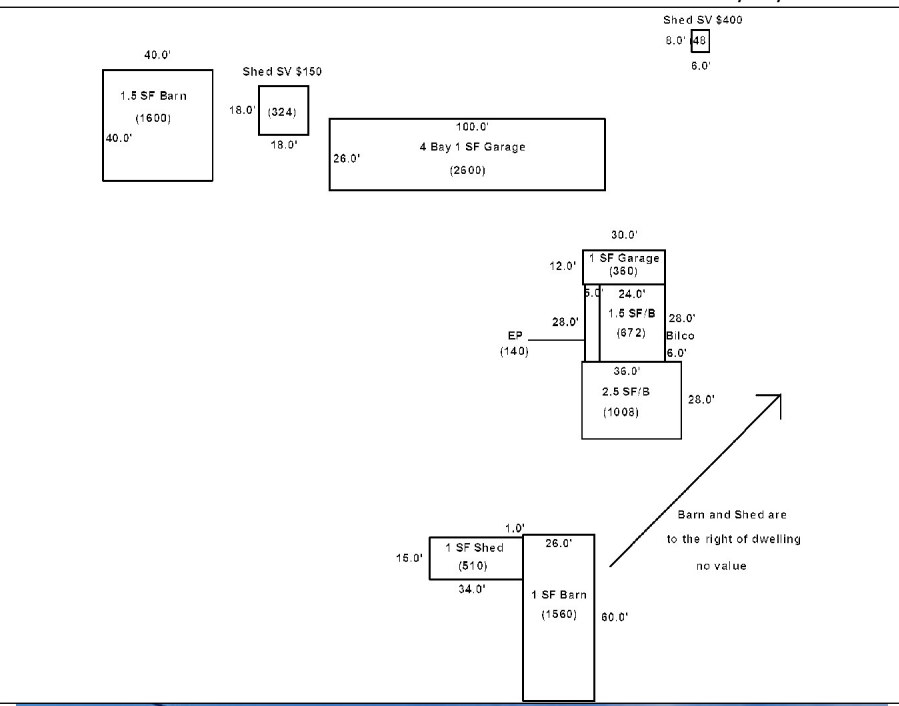 Shed SV $400
8.0'
48
6.0'
40.0'
1.5 SF Barn
(1600)
40.0'
Shed SV $150
18.0'
(324)
18.0'
100.0'
26.0'
4 Bay 1 SF Garage
(2600)
30.0'
12.0'
1 SF Garage
(360)
5.0'
24.0'
28.0'
1.5 SF/B
(672)
28.0'
Bilco
6.0'
EP
(140)
36.0'
2.5 SF/B
(1008)
28.0'
Barn and Shed are
to the right of dwelling
no value
1.0'
15.0'
1 SF Shed
(510)
34.0'
26.0'
1 SF Barn
(1560)
60.0'